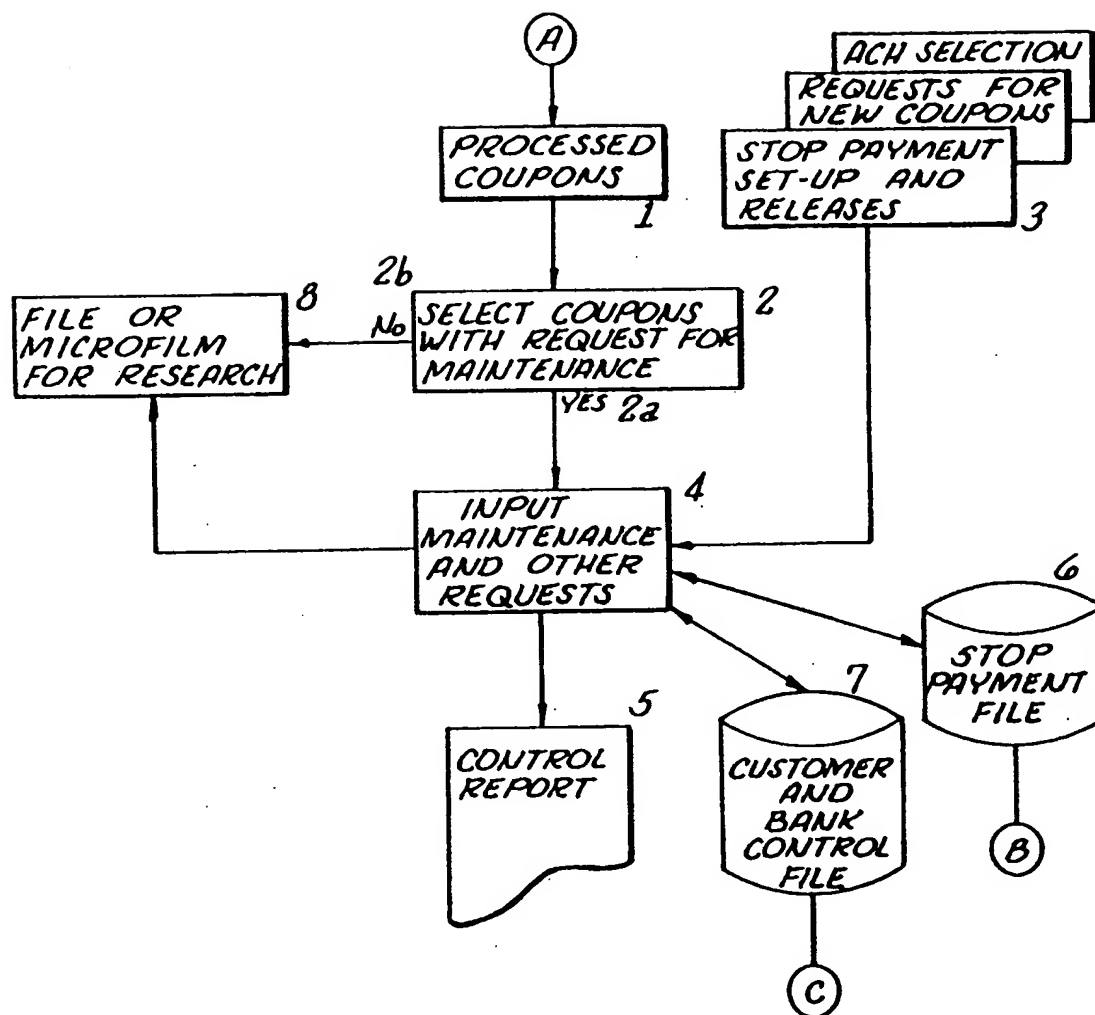 A
ACH SELECTION
REQUESTS FOR
NEW COUPONS
STOP PAYMENT
SET-UP AND
RELEASES
3
PROCESSED
COUPONS
1
2b
2
SELECT COUPONS
WITH REQUEST FOR
MAINTENANCE
No
YES 2a
8
FILE OR
MICROFILM
FOR RESEARCH
4
INPUT
MAINTENANCE
AND OTHER
REQUESTS
6
STOP
PAYMENT
FILE
B
5
CONTROL
REPORT
7
CUSTOMER
AND
BANK
CONTROL
FILE
C